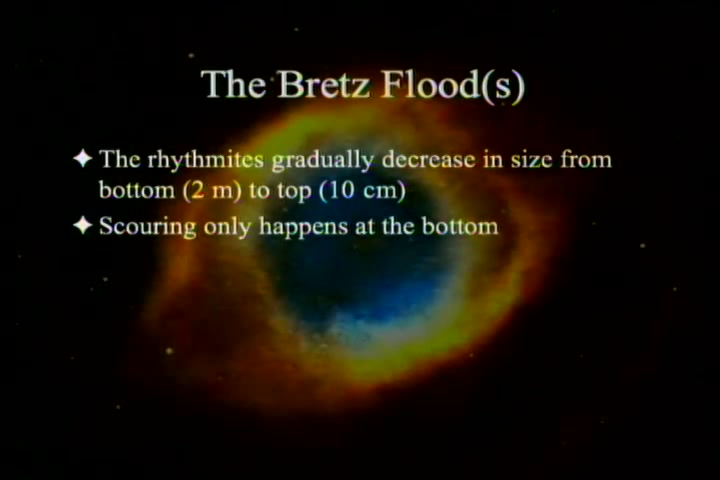 The Bretz Flood(s)
The rhythmites gradually decrease in size from
bottom (2 m) to top (10 cm)
Scouring only happens at the bottom